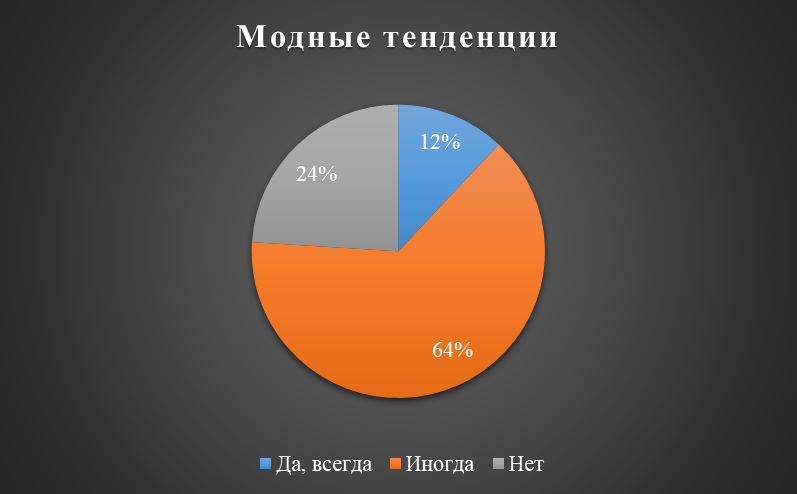 Модные тенденции
12%
24%
64%
Да, всегда Иногда Нет